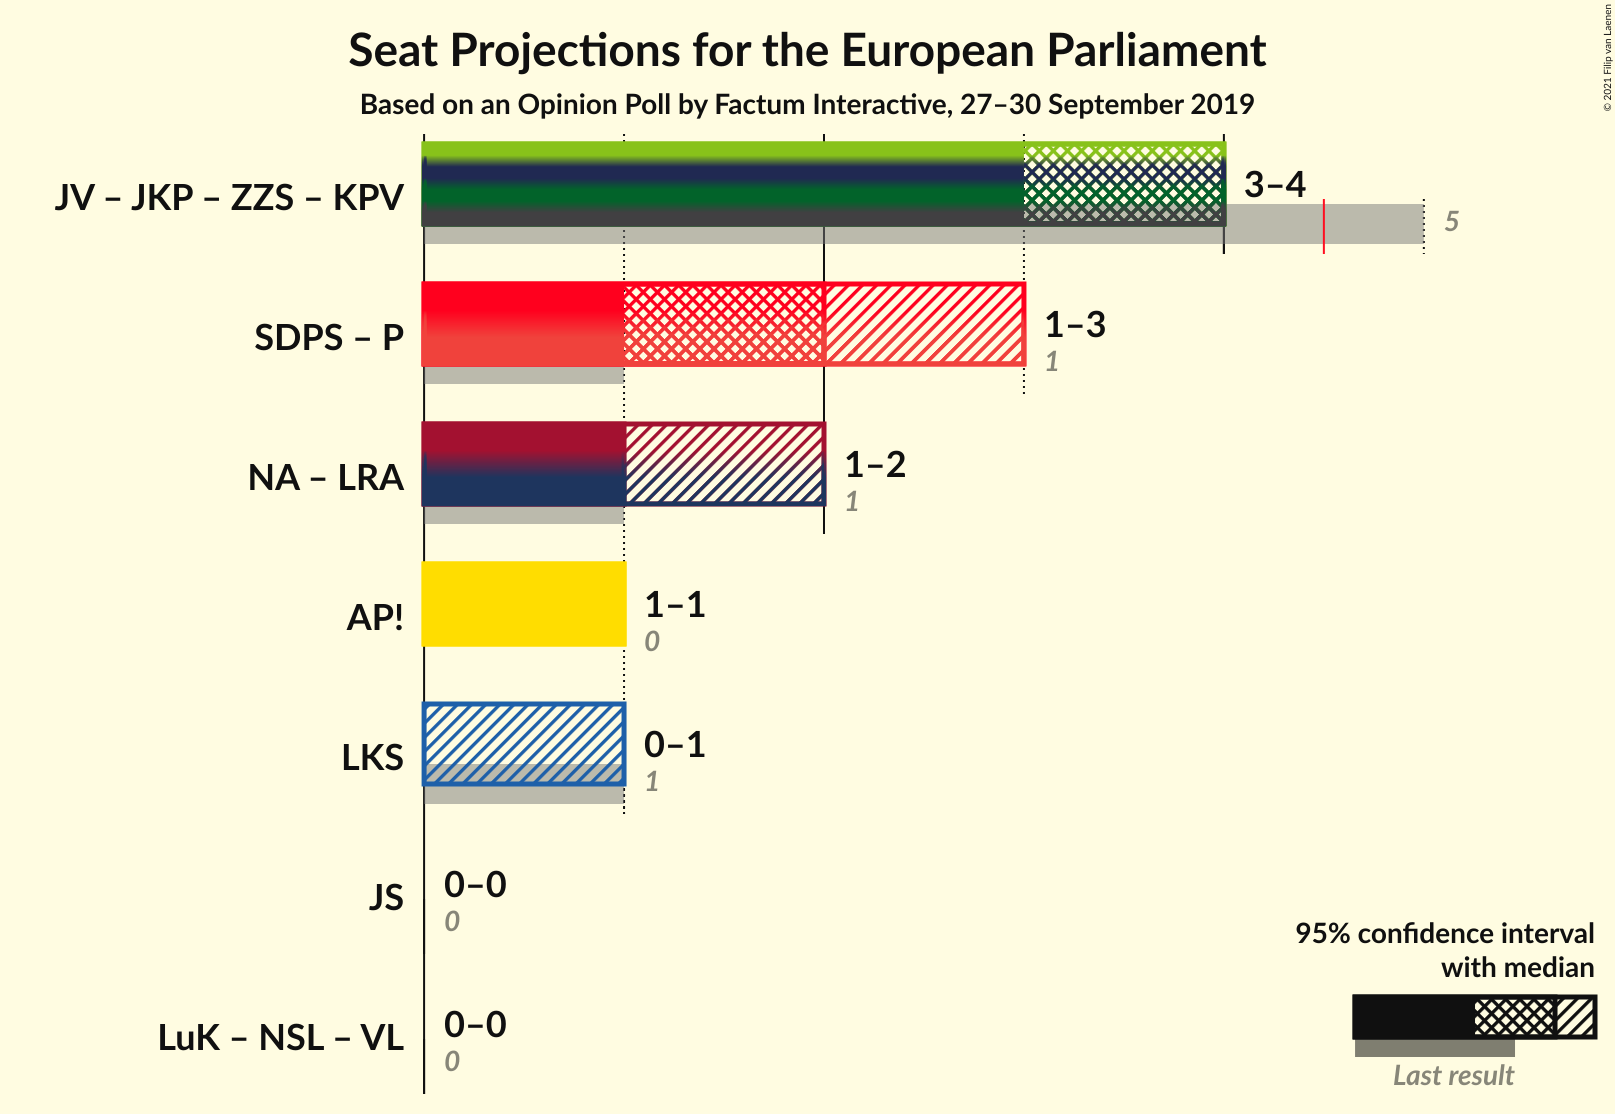 Seat Projections for the European Parliament
Based on an Opinion Poll by Factum Interactive, 27–30 September 2019
© 2021 Filip van Laenen
JV – JKP – ZZS – KPV
3–4
5
SDPS – P
1–3
1
NA – LRA
1–2
1
AP!
1–1
0
LKS
0–1
1
JS
0–0
0
LuK – NSL – VL
0–0
0
95% confidence interval
with median
Last result